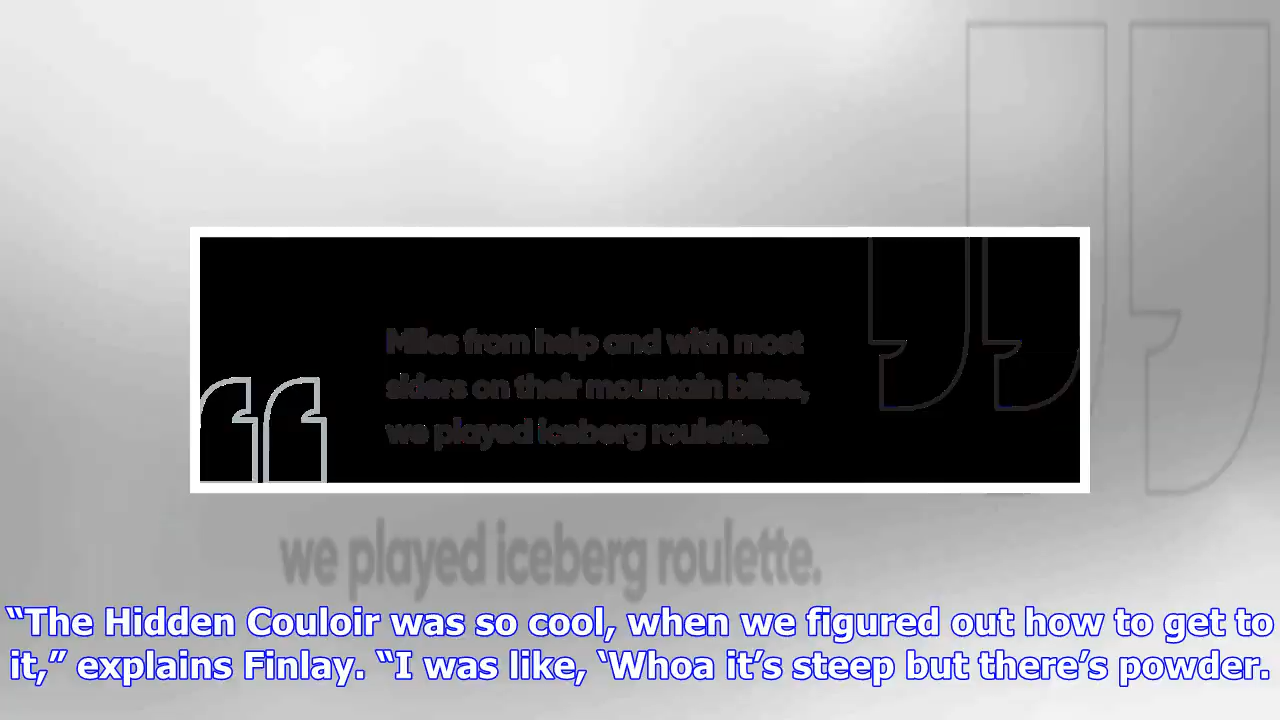 Miles from help and with most
skiers on their mountain bikes,
we played iceberg roulette.
we played iceberg roulette.
“The Hidden Couloir was so cool, when we figured out how to get to
it,” explains Finlay. “I was like, ‘Whoa it’s steep but there’s powder.